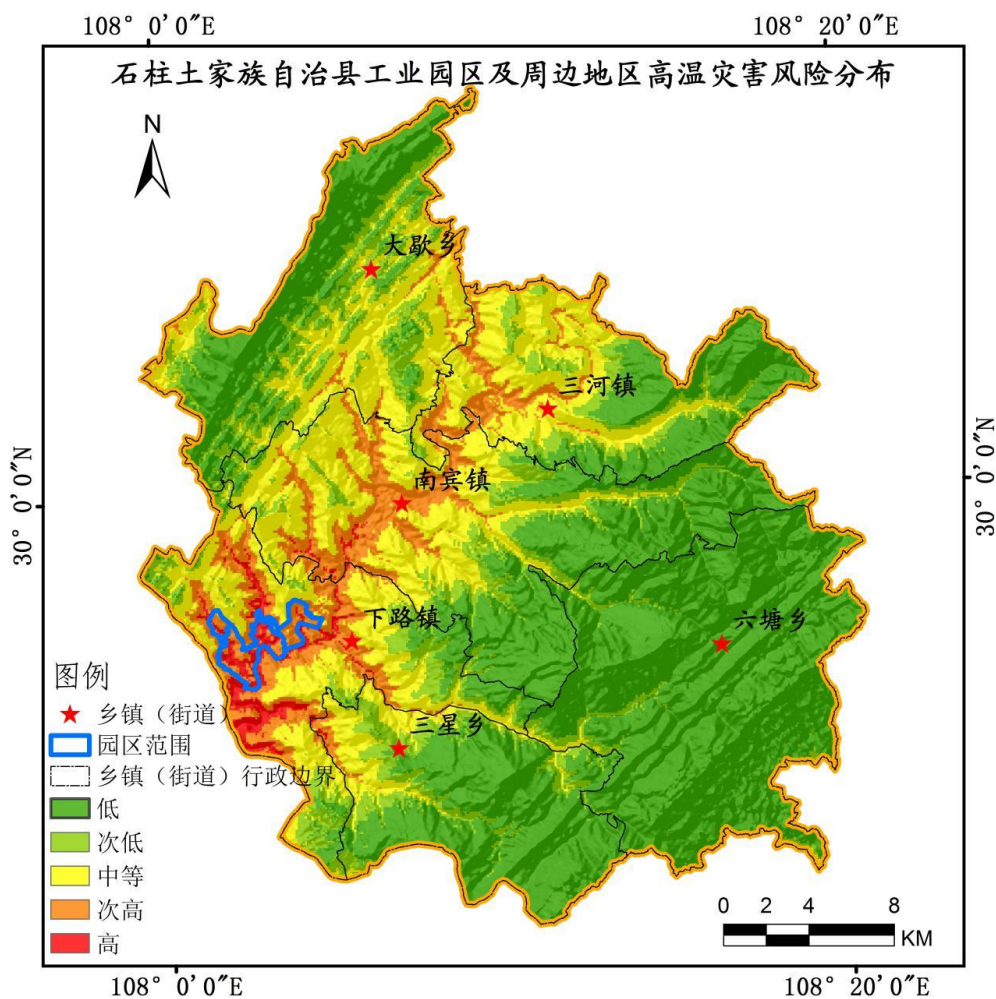 108° 0′0″E
108° 20′0″E
石柱土家族自治县工业园区及周边地区高温灾害风险分布
N
大歇乡
三河镇
南宾镇
30° 0′0″N
30° 0′0″N
下路镇
六塘乡
三星乡
图例
乡镇（街道）
园区范围
乡镇（街道）行政边界
低
次低
中等
次高
高
0 2 4 8
KM
108° 0′0″E
108° 20′0″E